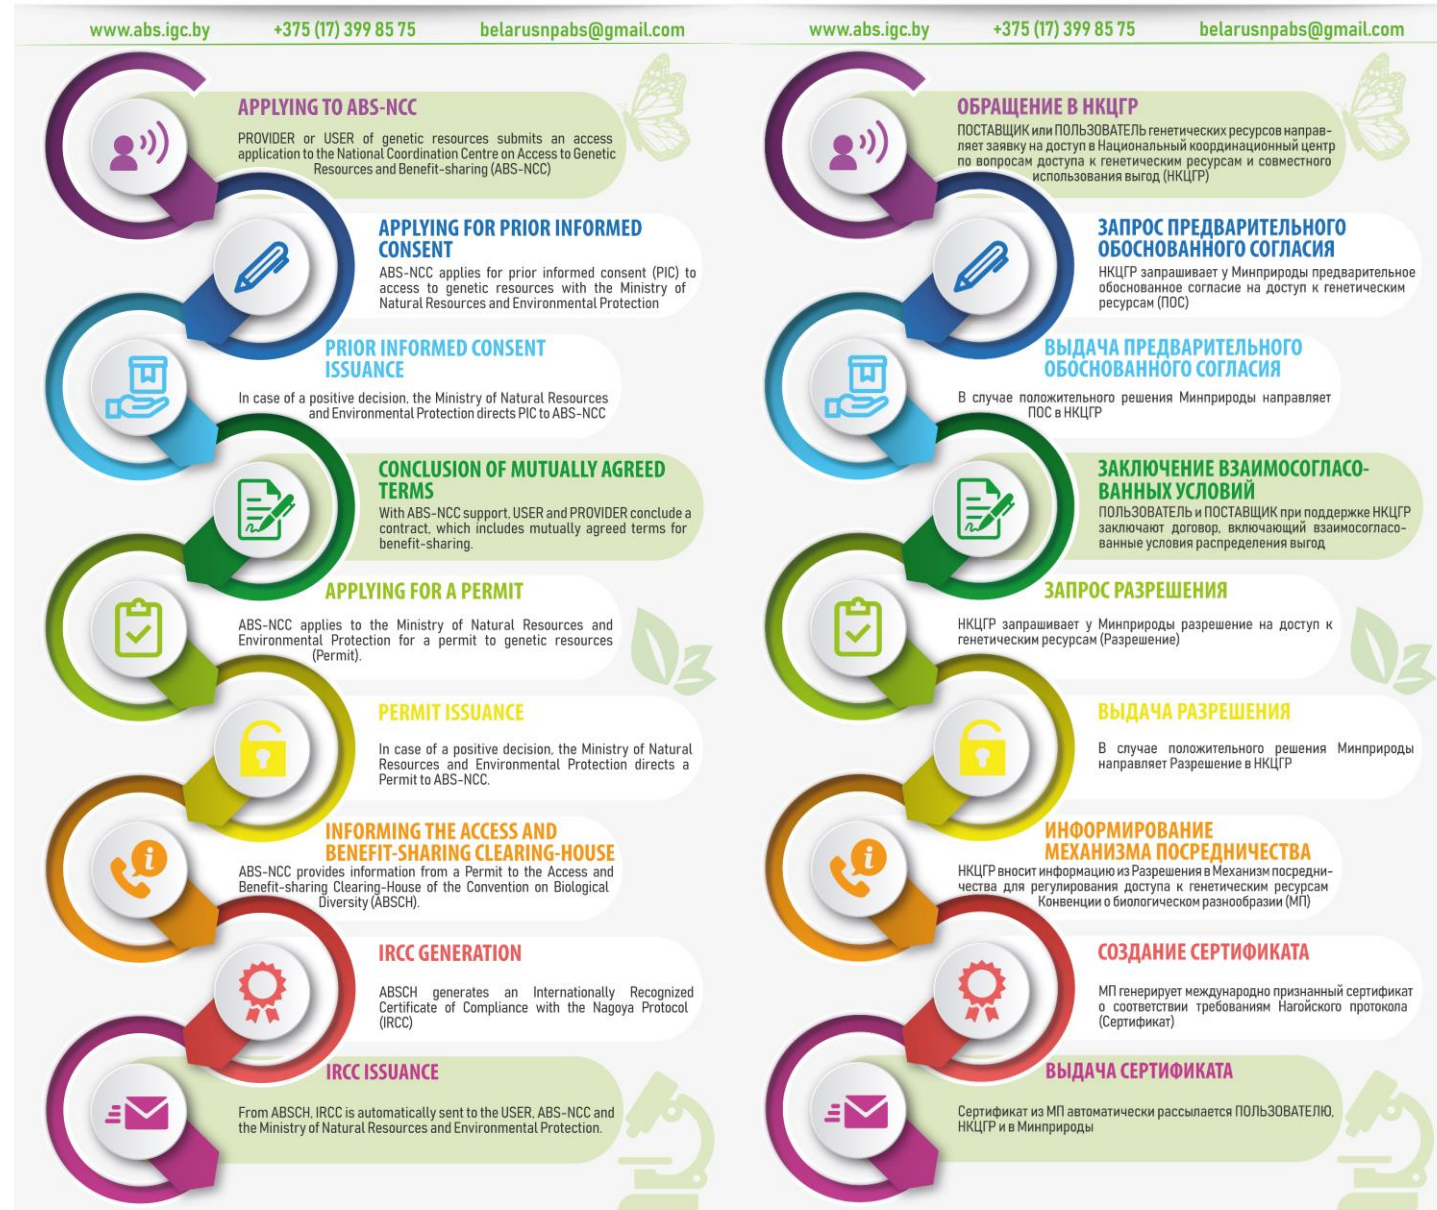 www.abs.igc.by +375 (17) 399 85 75 belarusnpabs@gmail.com
APPLYING TO ABS-NCC
PROVIDER or USER of genetic resources submits an access
application to the National Coordination Centre on Access to Genetic
Resources and Benefit-sharing (ABS-NCC)
APPLYING FOR PRIOR INFORMED
CONSENT
ABS-NCC applies for prior informed consent (PIC) to
access to genetic resources with the Ministry of
Natural Resources and Environmental Protection
PRIOR INFORMED CONSENT
ISSUANCE
In case of a positive decision, the Ministry of Natural Resources
and Environmental Protection directs PIC to ABS-NCC
CONCLUSION OF MUTUALLY AGREED
TERMS
With ABS-NCC support, USER and PROVIDER conclude a
contract, which includes mutually agreed terms for
benefit-sharing.
APPLYING FOR A PERMIT
ABS-NCC applies to the Ministry of Natural Resources and
Environmental Protection for a permit to genetic resources
(Permit).
PERMIT ISSUANCE
In case of a positive decision, the Ministry of Natural
Resources and Environmental Protection directs a
Permit to ABS-NCC.
INFORMING THE ACCESS AND
BENEFIT-SHARING CLEARING-HOUSE
ABS-NCC provides information from a Permit to the Access and
Benefit-sharing Clearing-House of the Convention on Biological
Diversity (ABSCH).
IRCC GENERATION
ABSCH generates an Internationally Recognized
Certificate of Compliance with the Nagoya Protocol
(IRCC)
IRCC ISSUANCE
From ABSCH, IRCC is automatically sent to the USER, ABS-NCC and
the Ministry of Natural Resources and Environmental Protection.
www.abs.igc.by +375 (17) 399 85 75 belarusnpabs@gmail.com
ОБРАЩЕНИЕ В НКЦГР
ПОСТАВЩИК или ПОЛЬЗОВАТЕЛЬ генетических ресурсов направ-
ляет заявку на доступ в Национальный координационный центр
по вопросам доступа к генетическим ресурсам и совместного
использования выгод (НКЦГР)
ЗАПРОС ПРЕДВАРИТЕЛЬНОГО
ОБОСНОВАННОГО СОГЛАСИЯ
НКЦГР запрашивает у Минприроды предварительное
обоснованное согласие на доступ к генетическим
ресурсам (ПОС)
ВЫДАЧА ПРЕДВАРИТЕЛЬНОГО
ОБОСНОВАННОГО СОГЛАСИЯ
В случае положительного решения Минприроды направляет
ПОС в НКЦГР
ЗАКЛЮЧЕНИЕ ВЗАИМОСОГЛАСО-
ВАННЫХ УСЛОВИЙ
ПОЛЬЗОВАТЕЛЬ и ПОСТАВЩИК при поддержке НКЦГР
заключают договор, включающий взаимосогласо-
ванные условия распределения выгод
ЗАПРОС РАЗРЕШЕНИЯ
НКЦГР запрашивает у Минприроды разрешение на доступ к
генетическим ресурсам (Разрешение)
ВЫДАЧА РАЗРЕШЕНИЯ
В случае положительного решения Минприроды
направляет Разрешение в НКЦГР
ИНФОРМИРОВАНИЕ
МЕХАНИЗМА ПОСРЕДНИЧЕСТВА
НКЦГР вносит информацию из Разрешения в Механизм посредни-
чества для регулирования доступа к генетическим ресурсам
Конвенции о биологическом разнообразии (МП)
СОЗДАНИЕ СЕРТИФИКАТА
МП генерирует международно признанный сертификат
о соответствии требованиям Нагойского протокола
(Сертификат)
ВЫДАЧА СЕРТИФИКАТА
Сертификат из МП автоматически рассылается ПОЛЬЗОВАТЕЛЮ,
НКЦГР и в Минприроды